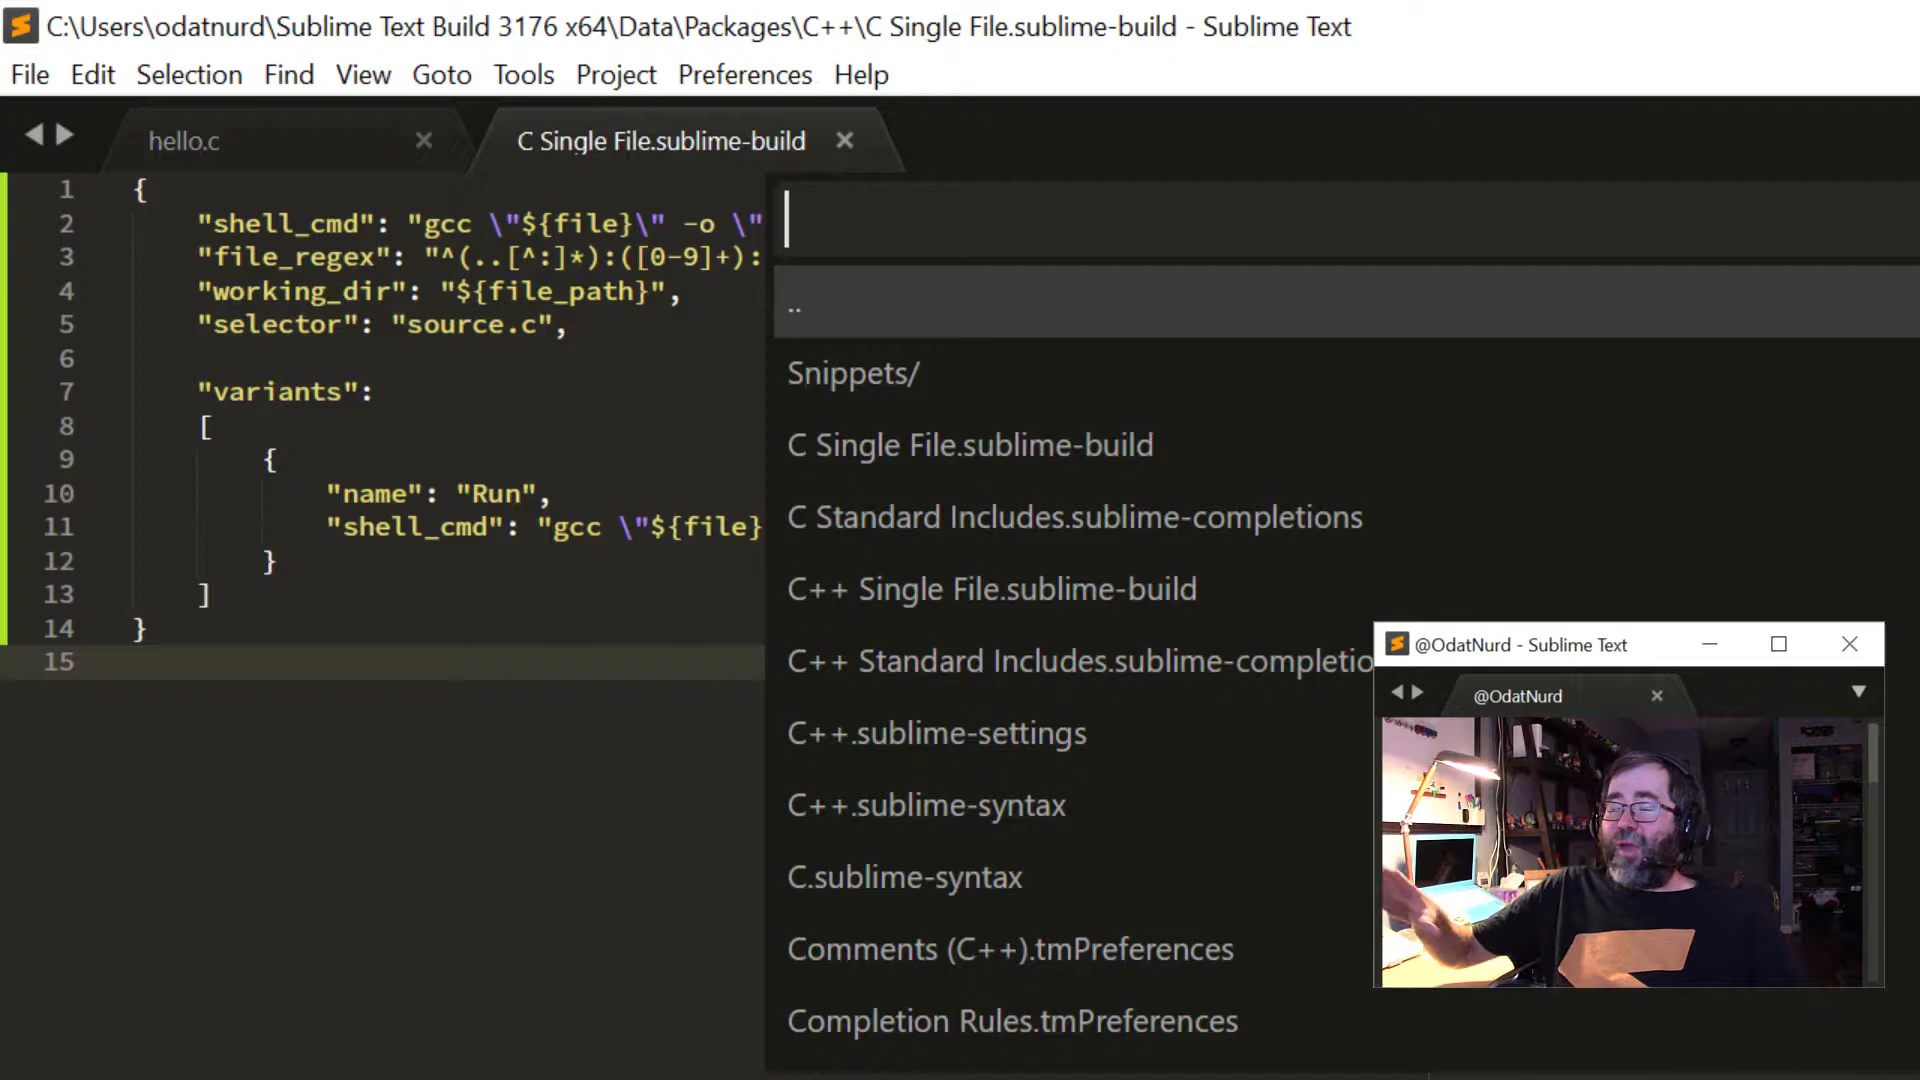 C:\Users\odatnurd\Sublime Text Build 3176 x64\Data\Packages\C++\C Single File.sublime-build - Sublime Text
File Edit Selection Find View Goto Tools Project Preferences Help
hello.c
C Single File.sublime-build
1 {
2 "shell_cmd": "gcc \"${file}\" -o \"
3 "file_regex": "^(..[^:]*):([0-9]+):
4 "working_dir": "${file_path}",
5 "selector": "source.c",
6
7 "variants":
8 [
9 {
10 "name": "Run",
11 "shell_cmd": "gcc \"${file}
12 }
13 ]
14 }
15
..
Snippets/
C Single File.sublime-build
C Standard Includes.sublime-completions
C++ Single File.sublime-build
C++ Standard Includes.sublime-completio
C++.sublime-settings
C++.sublime-syntax
C.sublime-syntax
Comments (C++).tmPreferences
Completion Rules.tmPreferences
@OdatNurd - Sublime Text
@OdatNurd